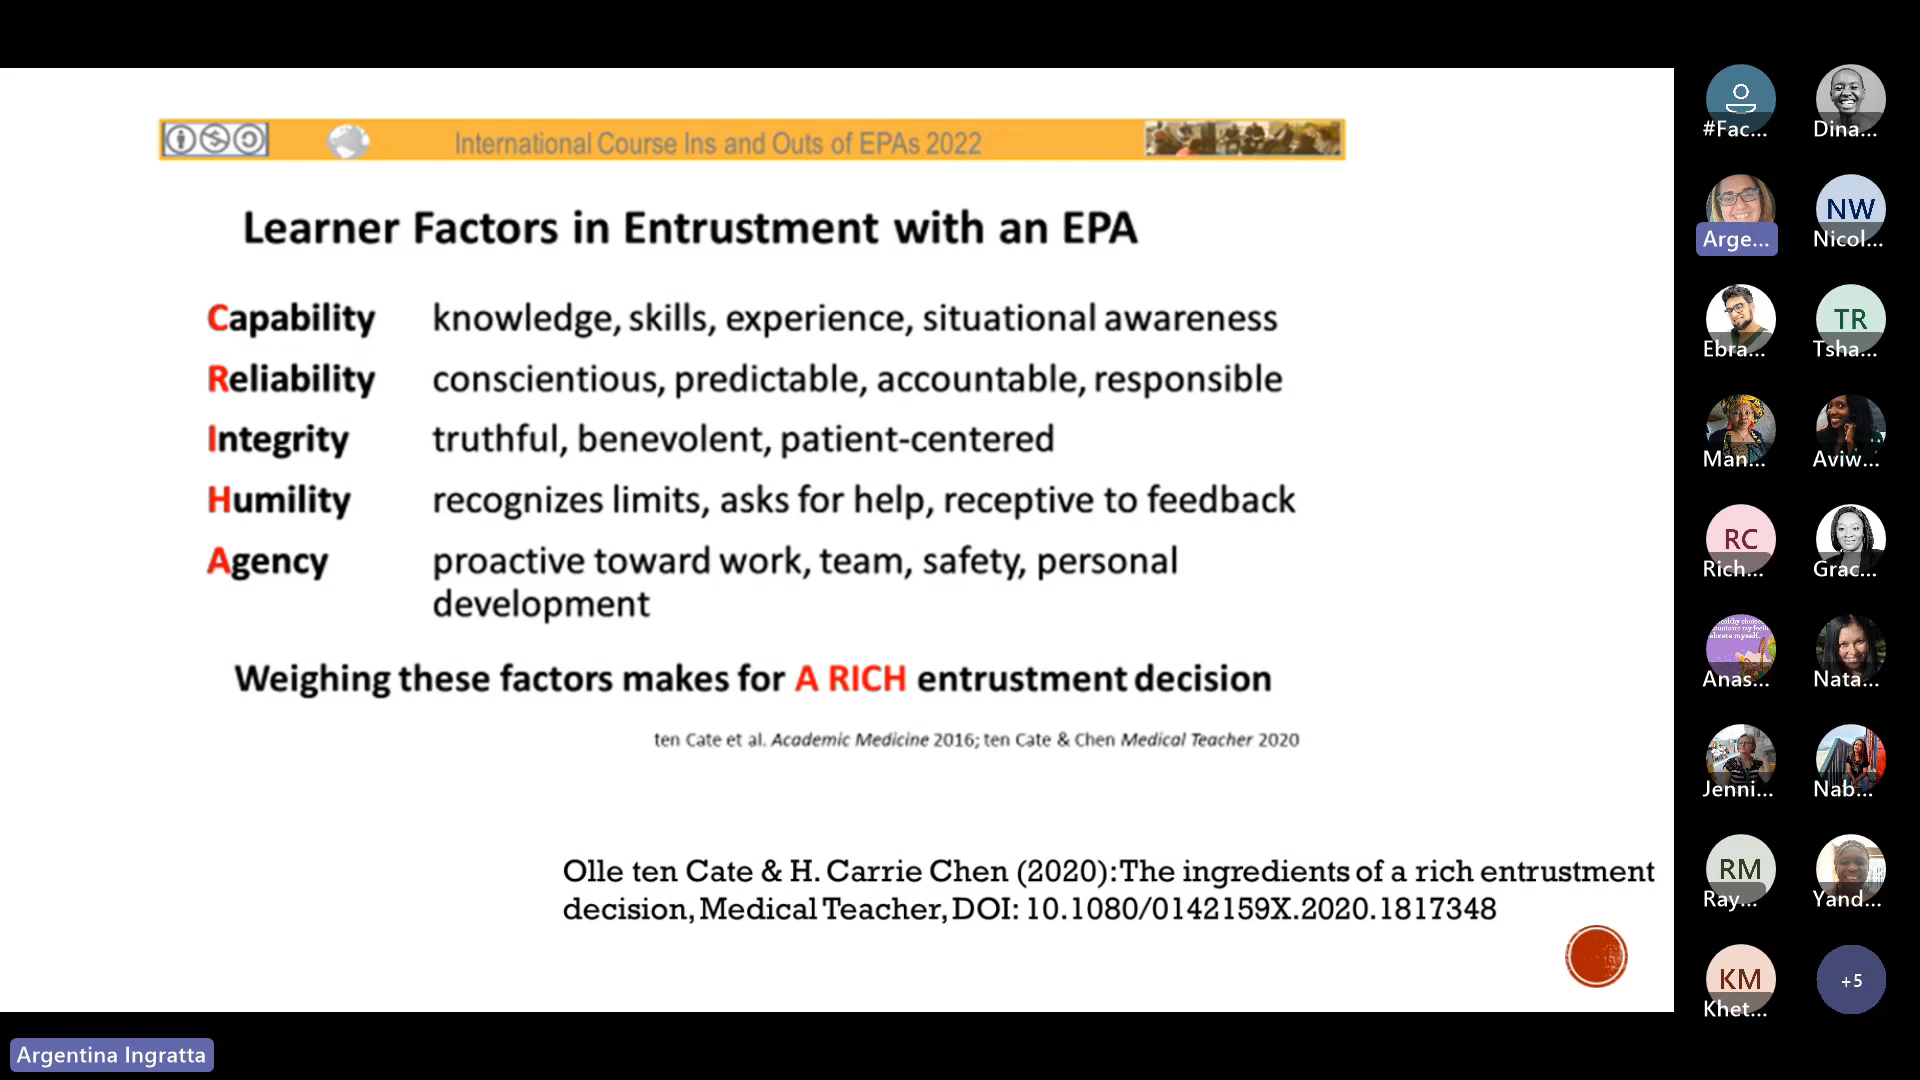 International Course Ins and Outs of EPAs 2022
Learner Factors in Entrustment with an EPA
Capability knowledge, skills, experience, situational awareness
Reliability conscientious, predictable, accountable, responsible
Integrity truthful, benevolent, patient-centered
Humility recognizes limits, asks for help, receptive to feedback
Agency proactive toward work, team, safety, personal
development
Weighing these factors makes for A RICH entrustment decision
ten Cate et al. Academic Medicine 2016; ten Cate & Chen Medical Teacher 2020
Olle ten Cate & H. Carrie Chen (2020): The ingredients of a rich entrustment
decision, Medical Teacher, DOI: 10.1080/0142159X.2020.1817348
Argentina Ingratta
#Fac...
Dina...
Arge...
NW
Nicol...
Ebra...
TR
Tsha...
Man...
Aviw...
RC
Rich...
Grac...
Anas...
Nata...
Jenni...
Nab...
RM
Ray...
Yand...
KM
Khet...
+5